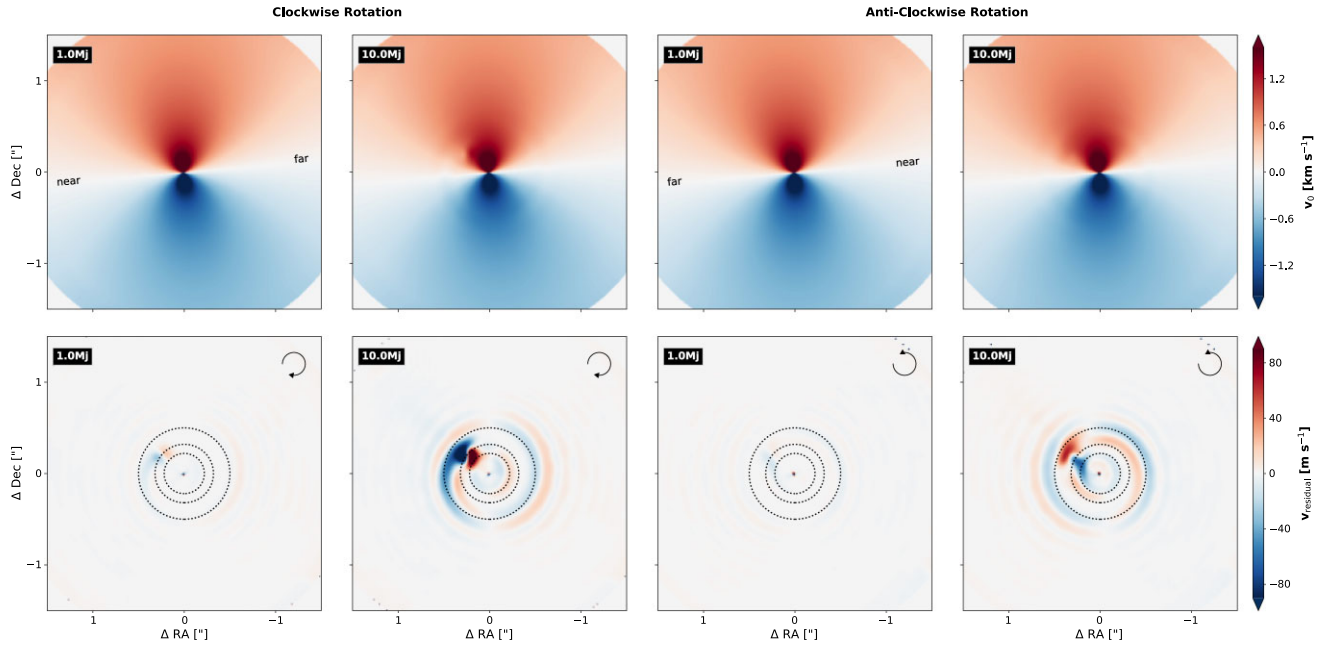 Clockwise Rotation
Anti-Clockwise Rotation
1.0Mj
10.0Mj
1.0Mj
10.0Mj
1
0
−1
Δ Dec ["]
near
far
far
near
1.2
0.6
0.0
−0.6
−1.2
v₀ [km s⁻¹]
1.0Mj
10.0Mj
1.0Mj
10.0Mj
1
0
−1
Δ Dec ["]
80
40
0
−40
−80
v_residual [m s⁻¹]
1 0 −1
1 0 −1
1 0 −1
1 0 −1
Δ RA ["]
Δ RA ["]
Δ RA ["]
Δ RA ["]